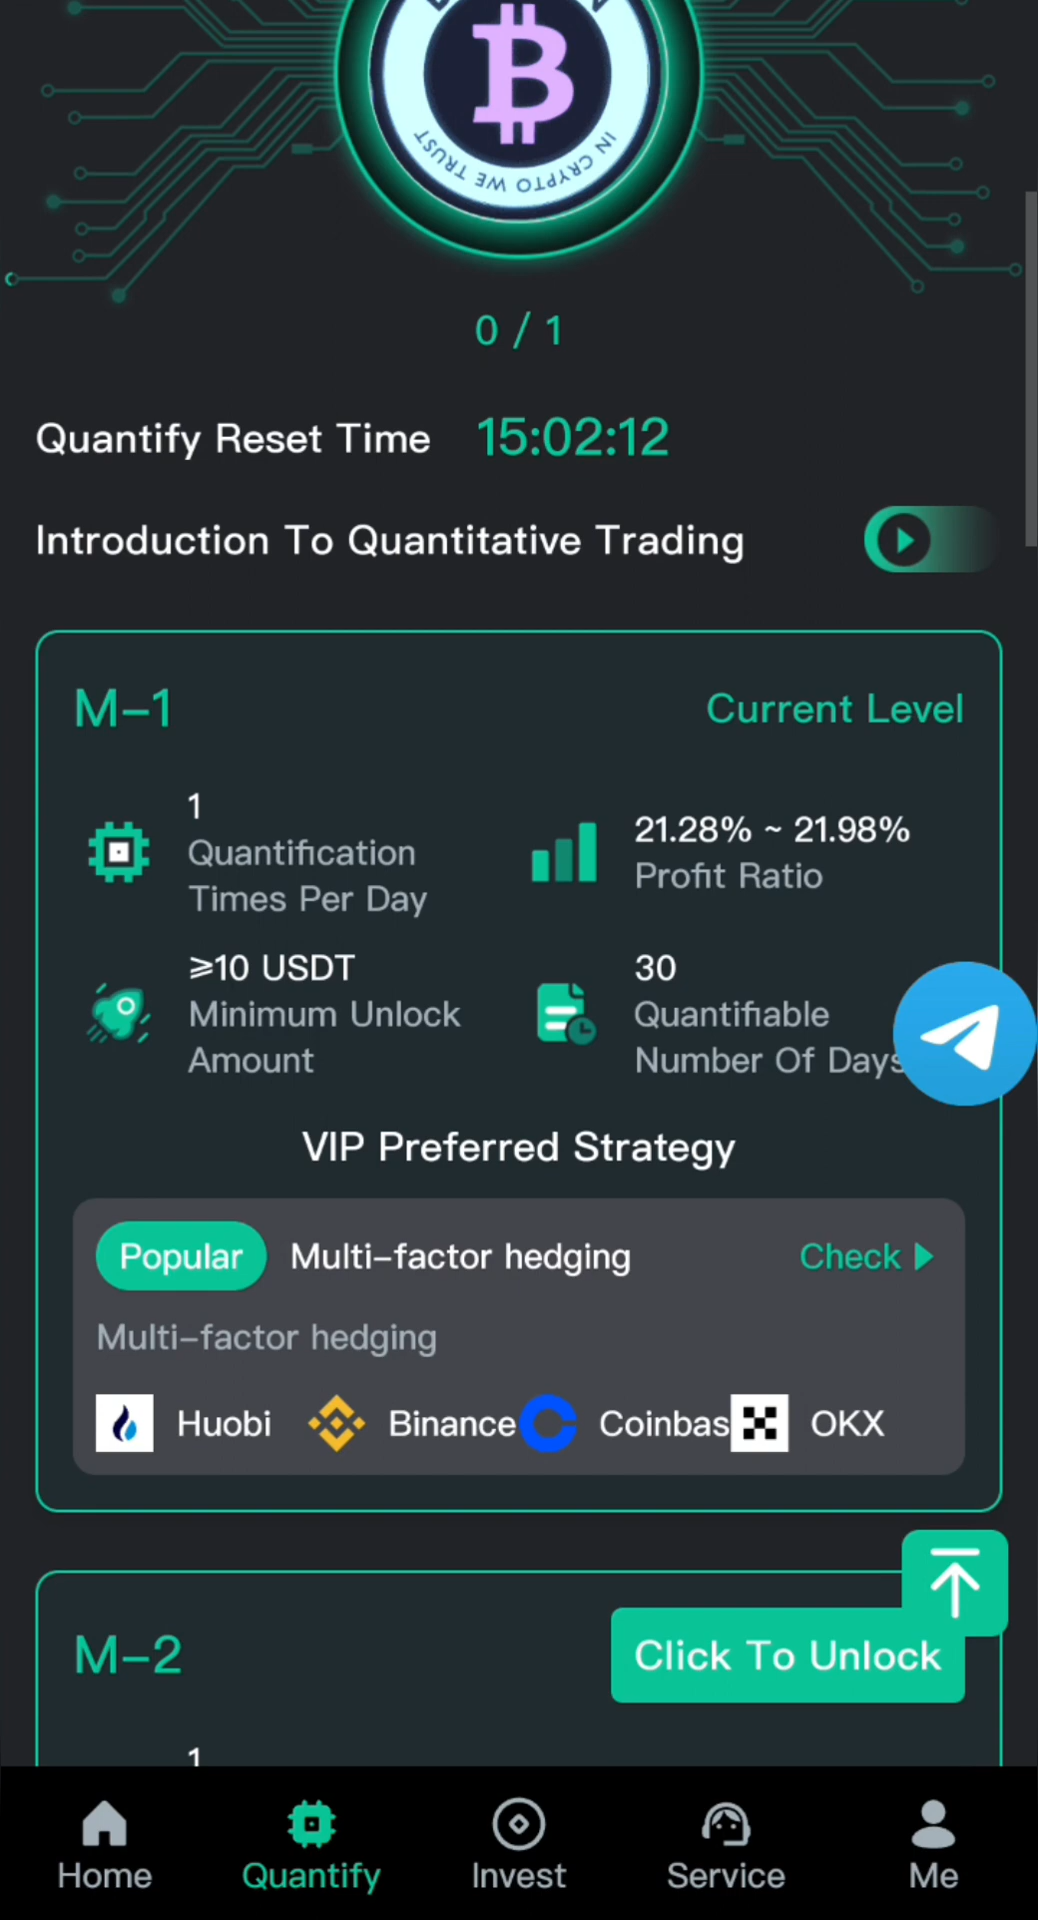 IN CRYPTO WE TRUST
0 / 1
Quantify Reset Time 15:02:12
Introduction To Quantitative Trading
M-1 Current Level
1
Quantification
Times Per Day
21.28% ~ 21.98%
Profit Ratio
≥10 USDT
Minimum Unlock
Amount
30
Quantifiable
Number Of Days
VIP Preferred Strategy
Popular Multi-factor hedging Check
Multi-factor hedging
Huobi Binance Coinbas OKX
M-2 Click To Unlock
1
Home Quantify Invest Service Me